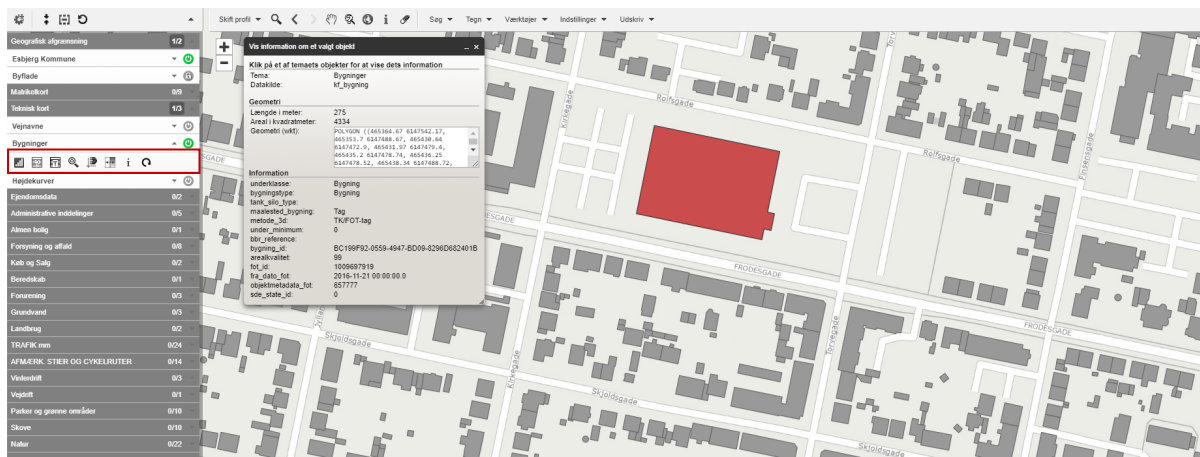 Skift profil
Søg
Tegn
Værktøjer
Indstillinger
Udskriv
Geografisk afgrænsning 1/2
Esbjerg Kommune
Byflade
Matrikelkort 0/9
Teknisk kort 1/3
Vejnavne
Bygninger
Højdekurver
Ejendomsdata 0/2
Administrative inddelinger 0/5
Almen bolig 0/1
Forsyning og affald 0/8
Køb og Salg 0/2
Beredskab 0/1
Forurening 0/3
Grundvand 0/3
Landbrug 0/2
TRAFIK mm 0/24
AFMÆRK. STIER OG CYKELRUTER 0/14
Vinterdrift 0/3
Vejdrift 0/1
Parker og grønne områder 0/10
Skove 0/10
Natur 0/22
Vis information om et valgt objekt
Klik på et af temaets objekter for at vise dets information
Tema: Bygninger
Datakilde: kf_bygning
Geometri
Længde i meter: 275
Areal i kvadratmeter: 4334
Geometri (wkt): POLYGON ((465364.67 6147542.17,
465353.7 6147488.67, 465430.64
6147472.9, 465431.97 6147479.4,
465435.2 6147478.74, 465436.25
6147478.52, 465438.34 6147488.72,
Information
underklasse: Bygning
bygningstype: Bygning
tank_silo_type:
maalested_bygning: Tag
metode_3d: TK/FOT-tag
under_minimum: 0
bbr_reference:
bygning_id: BC199F92-0559-4947-BD09-8296D682401B
arealkvalitet: 99
fot_id: 1009697919
fra_dato_fot: 2016-11-21 00:00:00.0
objektmetadata_fot: 657777
sde_state_id: 0
Rolfsgade
Rolfsgade
Kirkegade
Finsensgade
FRODESGADE
FRODESGADE
Torvegade
Skjoldsgade
Kirkegade
Skjoldsgade
Skjoldsgade